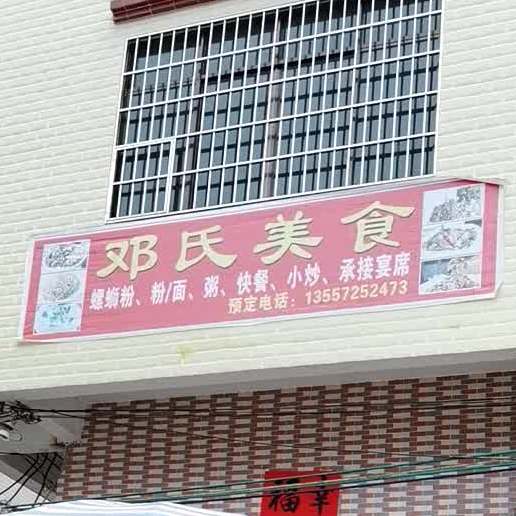 邓氏美食
螺蛳粉、粉/面、粥、快餐、小炒、承接宴席
预定电话：13557252473
福幸